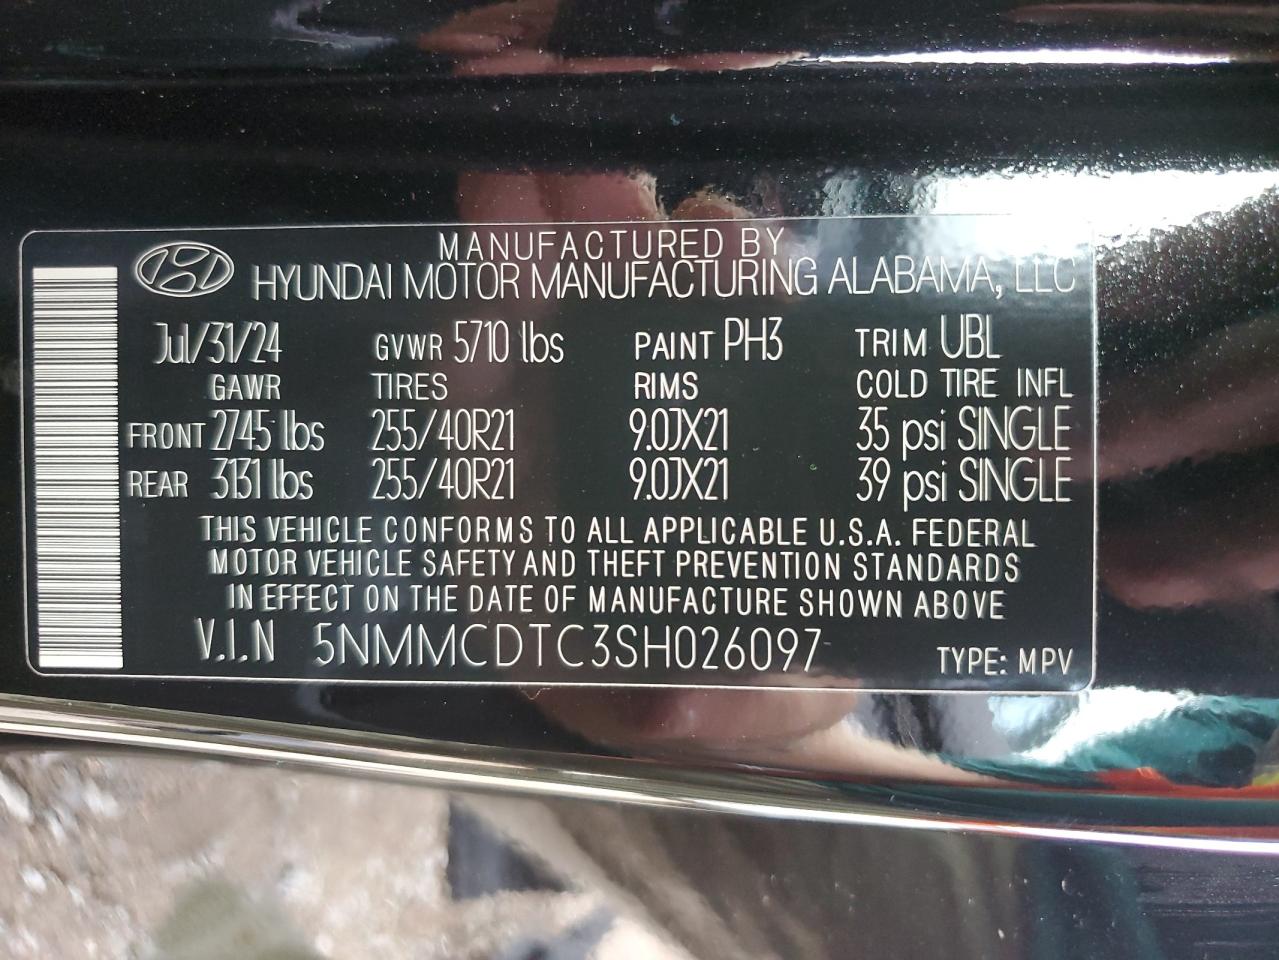 MANUFACTURED BY
HYUNDAI MOTOR MANUFACTURING ALABAMA, LLC
Jul/31/24 GVWR 5710 lbs PAINT PH3 TRIM UBL
GAWR TIRES RIMS COLD TIRE INFL
FRONT 2745 lbs 255/40R21 9.0JX21 35 psi SINGLE
REAR 3131 lbs 255/40R21 9.0JX21 39 psi SINGLE
THIS VEHICLE CONFORMS TO ALL APPLICABLE U.S.A. FEDERAL
MOTOR VEHICLE SAFETY AND THEFT PREVENTION STANDARDS
IN EFFECT ON THE DATE OF MANUFACTURE SHOWN ABOVE
V.I.N 5NMMCDTC3SH026097 TYPE: MPV